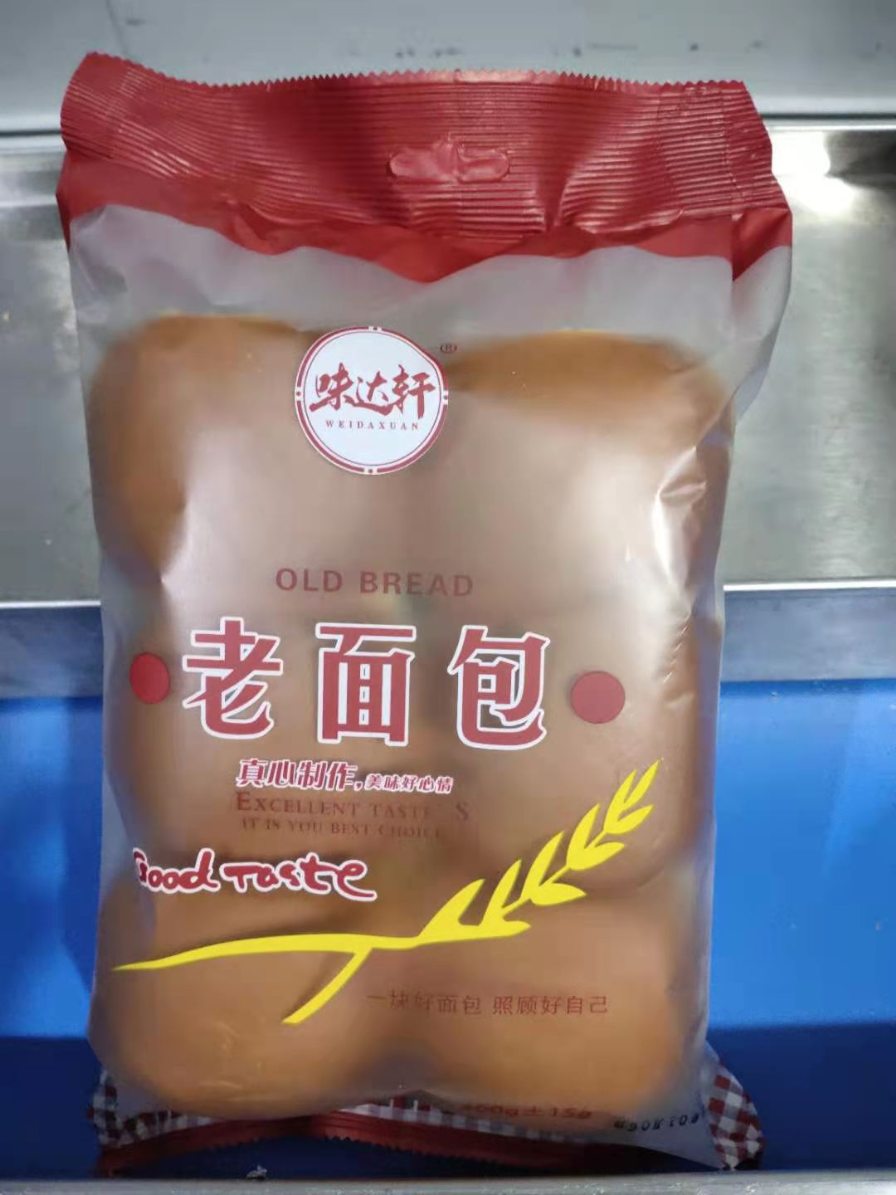 味达轩®
WEIDAXUAN
OLD BREAD
老面包
真心制作,美味好心情
EXCELLENT TASTE S
IT IS YOU BEST CHOICE
Good Taste
一块好面包 照顾好自己